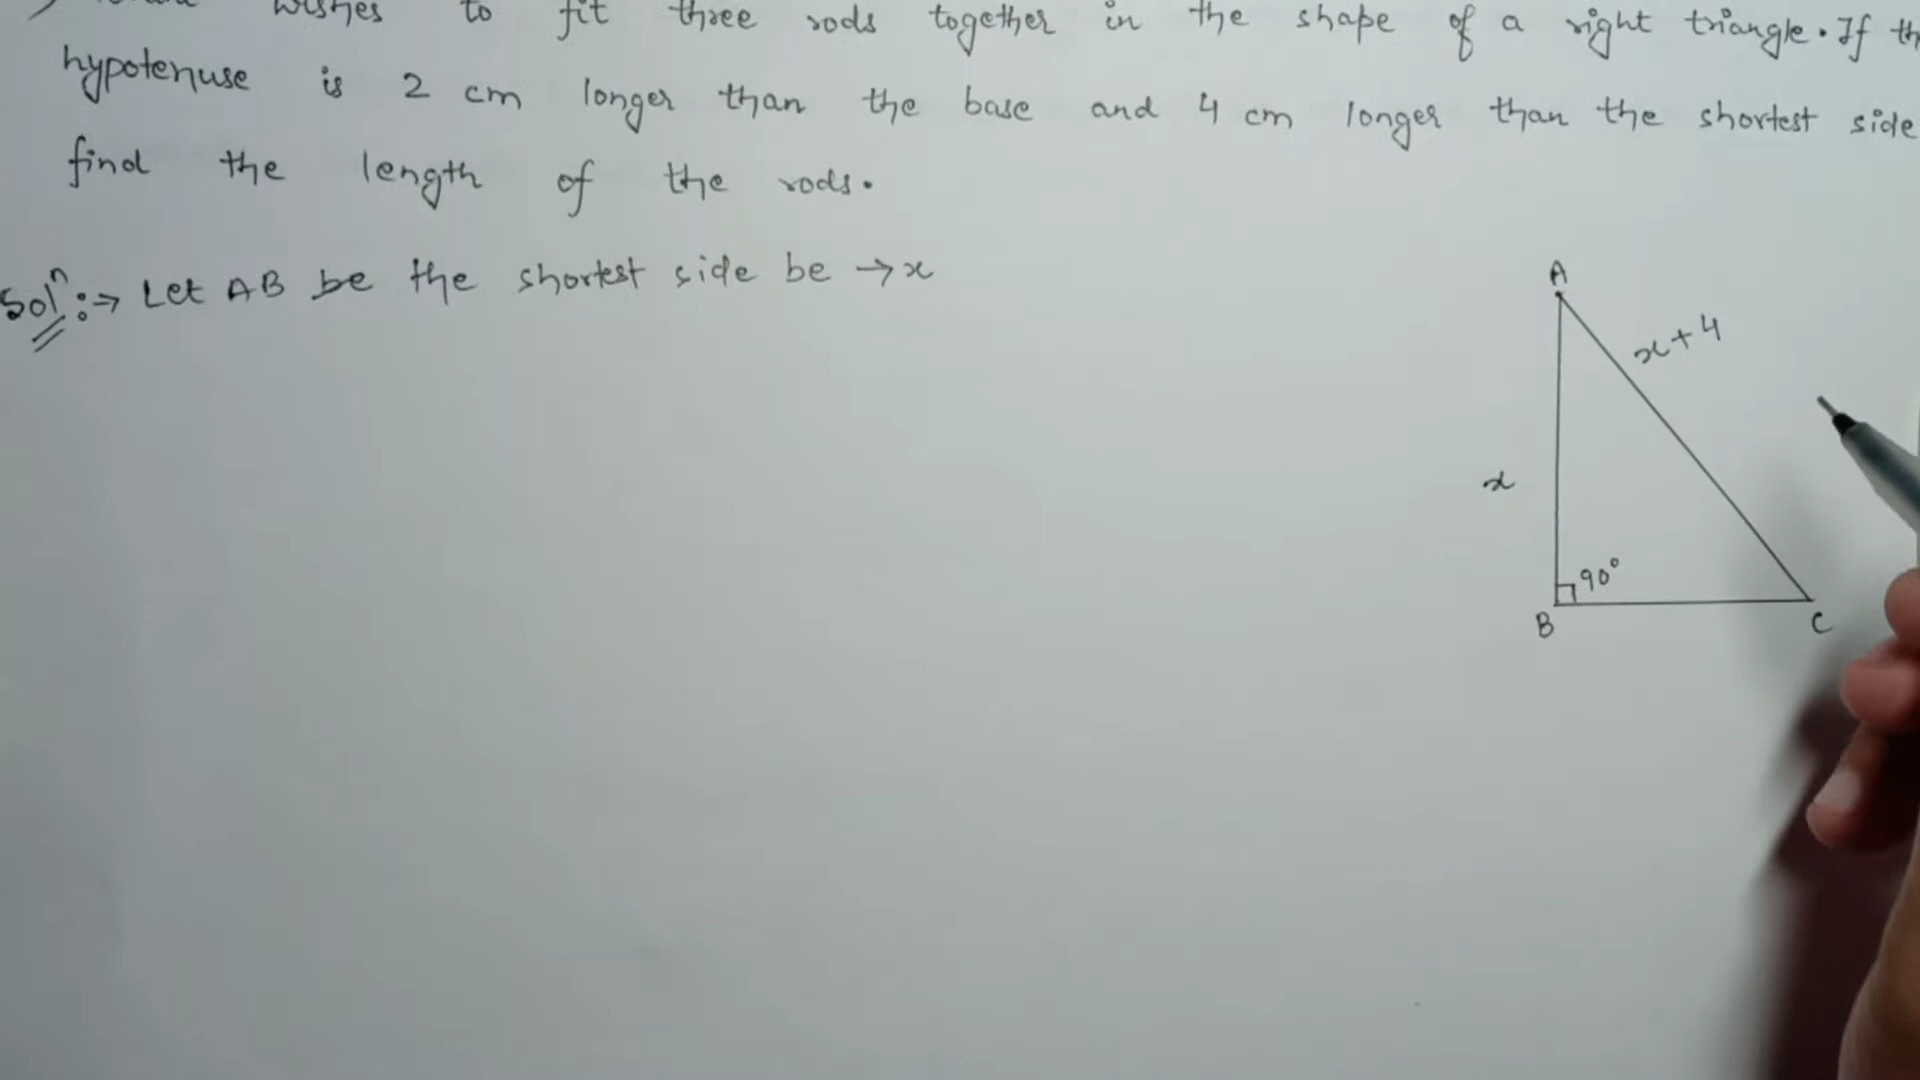 wishes to fit three rods together in the shape of a right triangle. If th
hypotenuse is 2 cm longer than the base and 4 cm longer than the shortest side
find the length of the rods.
Solⁿ:→ Let AB be the shortest side be → x
A
x+4
x
90°
B
C